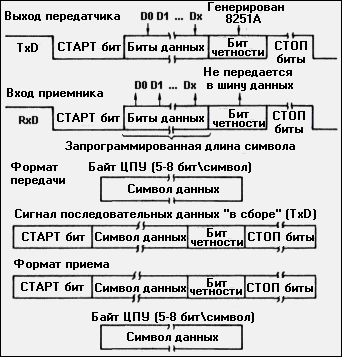 Выход передатчика
Генерирован
8251А
D0 D1 ... Dx
TxD
СТАРТ бит
Биты данных
Бит
четности
СТОП
биты
Вход приемника
Не передается
в шину данных
D0 D1 ... Dx
RxD
СТАРТ бит
Биты данных
Бит
четности
СТОП
биты
Запрограммированная длина символа
Формат
передачи
Байт ЦПУ (5-8 бит\символ)
Символ данных
Сигнал последовательных данных "в сборе" (TxD)
СТАРТ бит
Символ данных
Бит
четности
СТОП биты
Формат приема
СТАРТ бит
Символ данных
Бит
четности
СТОП биты
Байт ЦПУ (5-8 бит\символ)
Символ данных